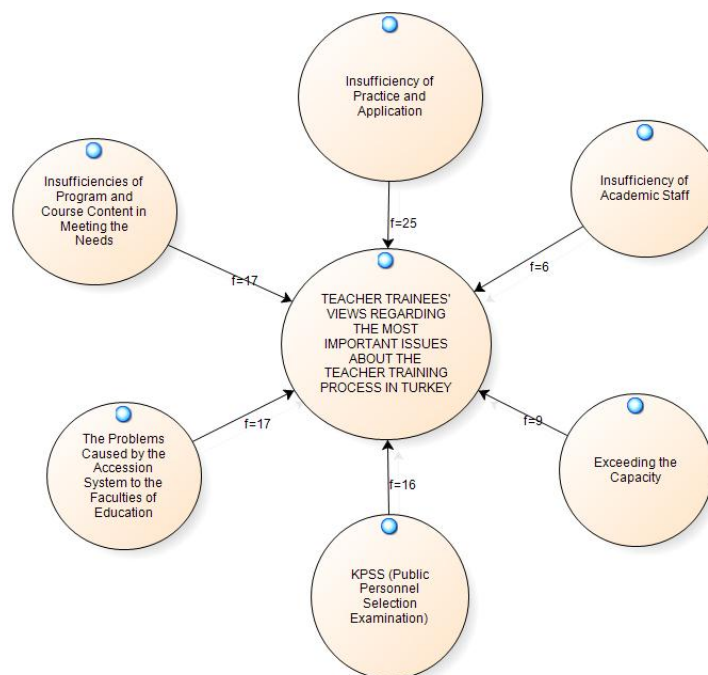 Insufficiency of
Practice and
Application
Insufficiencies of
Program and
Course Content in
Meeting the
Needs
Insufficiency of
Academic Staff
f=25
f=17
f=6
TEACHER TRAINEES'
VIEWS REGARDING
THE MOST
IMPORTANT ISSUES
ABOUT THE
TEACHER TRAINING
PROCESS IN TURKEY
The Problems
Caused by the
Accession
System to the
Faculties of
Education
f=17
f=9
Exceeding the
Capacity
f=16
KPSS (Public
Personnel
Selection
Examination)